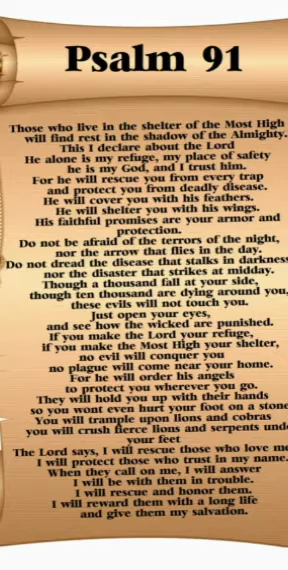 Psalm 91
Those who live in the shelter of the Most High
will find rest in the shadow of the Almighty.
This I declare about the Lord
He alone is my refuge, my place of safety
he is my God, and I trust him.
For he will rescue you from every trap
and protect you from deadly disease.
He will cover you with his feathers.
He will shelter you with his wings.
His faithful promises are your armor and
protection.
Do not be afraid of the terrors of the night,
nor the arrow that flies in the day.
Do not dread the disease that stalks in darkness
nor the disaster that strikes at midday.
Though a thousand fall at your side,
though ten thousand are dying around you,
these evils will not touch you.
Just open your eyes,
and see how the wicked are punished.
If you make the Lord your refuge,
if you make the Most High your shelter,
no evil will conquer you
no plague will come near your home.
For he will order his angels
to protect you wherever you go.
They will hold you up with their hands
so you wont even hurt your foot on a stone
You will trample upon lions and cobras
you will crush fierce lions and serpents unde
your feet
The Lord says, I will rescue those who love me
I will protect those who trust in my name.
When they call on me, I will answer
I will be with them in trouble.
I will rescue and honor them.
I will reward them with a long life
and give them my salvation.